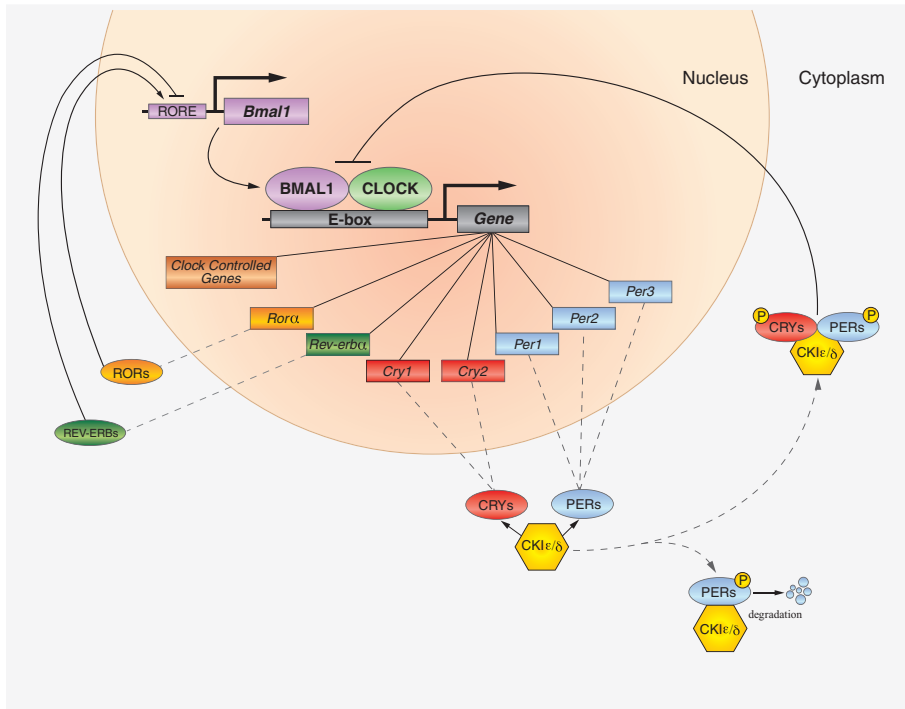 Nucleus
Cytoplasm
RORE
Bmal1
BMAL1
CLOCK
E-box
Gene
Clock Controlled
Genes
Rorα
Rev-erbα
Cry1
Cry2
Per1
Per2
Per3
RORs
REV-ERBs
P
CRYs
PERs
P
CKIε/δ
CRYs
PERs
CKIε/δ
PERs
P
CKIε/δ
degradation